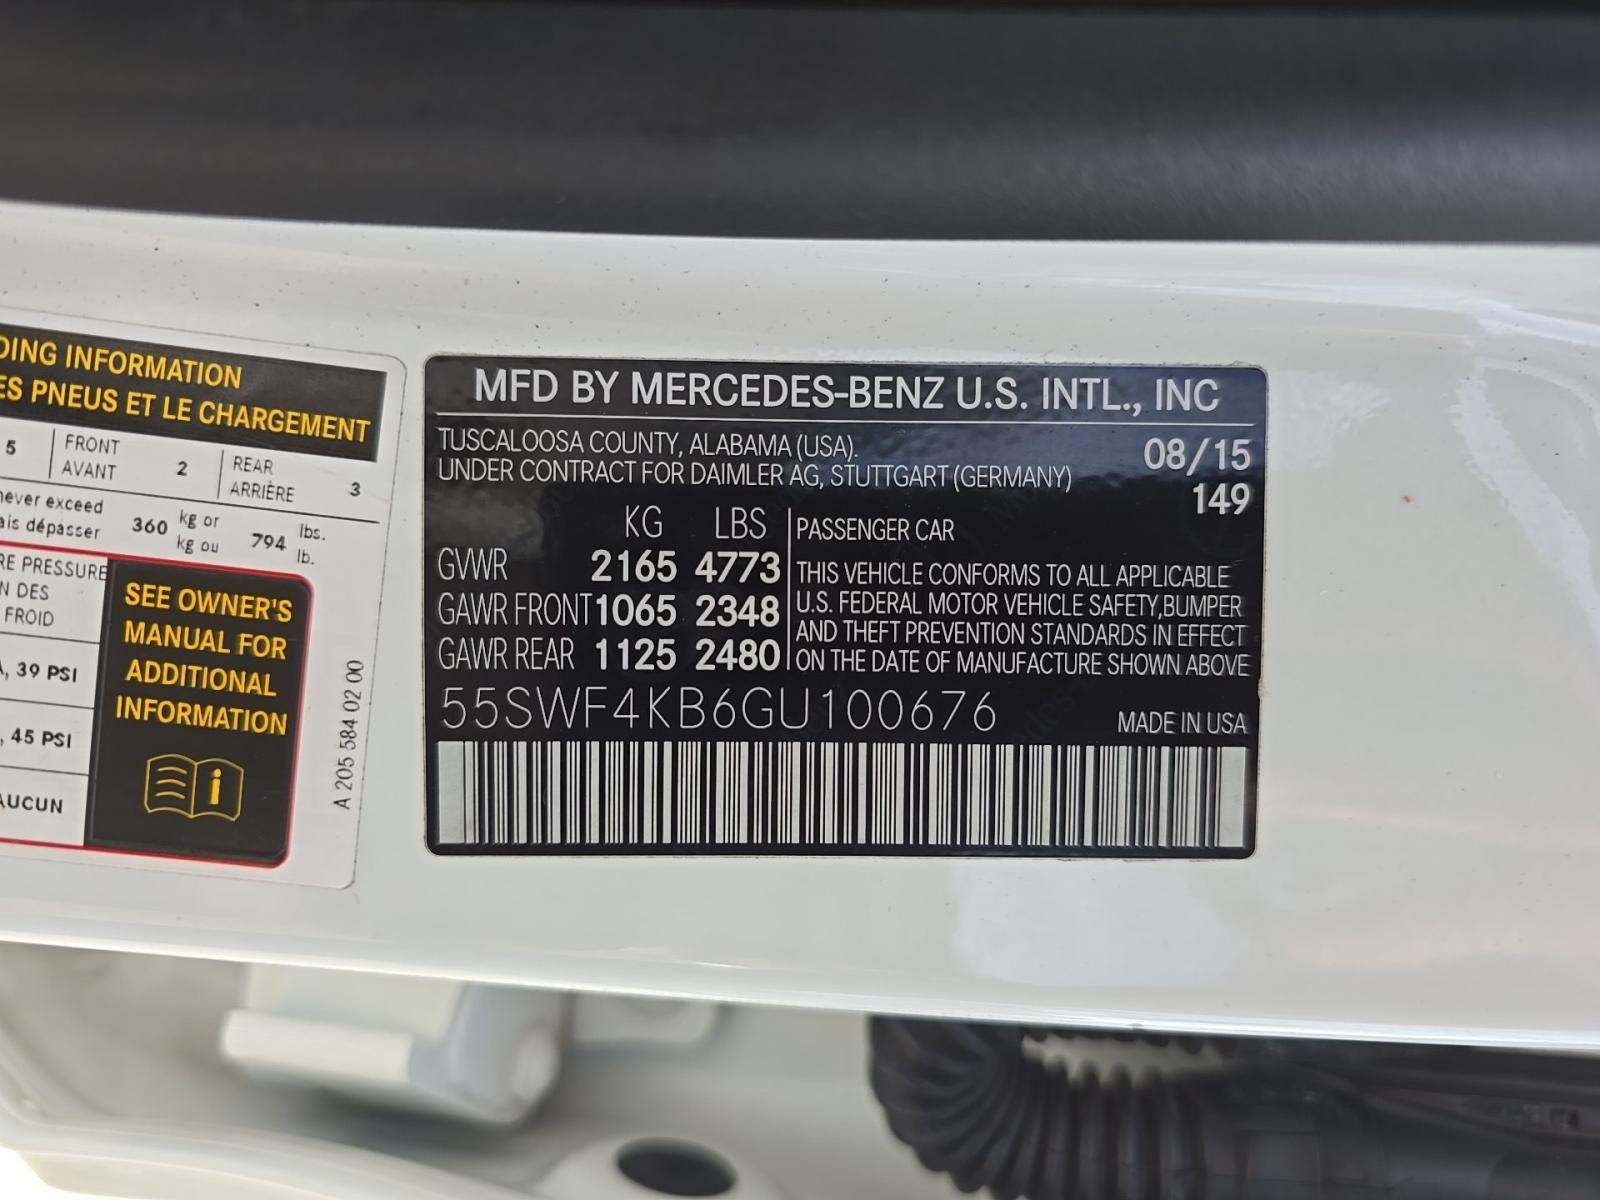 DING INFORMATION
ES PNEUS ET LE CHARGEMENT
5 FRONT AVANT 2 REAR ARRIÈRE 3
never exceed 360 kg or 794 lbs.
ais dépasser kg ou lb.
RE PRESSURE
N DES
FROID
, 39 PSI
, 45 PSI
AUCUN
SEE OWNER'S
MANUAL FOR
ADDITIONAL
INFORMATION
i
A 205 584 02 00
MFD BY MERCEDES-BENZ U.S. INTL., INC
TUSCALOOSA COUNTY, ALABAMA (USA).
UNDER CONTRACT FOR DAIMLER AG, STUTTGART (GERMANY)
08/15
149
KG LBS
GVWR 2165 4773
GAWR FRONT 1065 2348
GAWR REAR 1125 2480
PASSENGER CAR
THIS VEHICLE CONFORMS TO ALL APPLICABLE
U.S. FEDERAL MOTOR VEHICLE SAFETY,BUMPER
AND THEFT PREVENTION STANDARDS IN EFFECT
ON THE DATE OF MANUFACTURE SHOWN ABOVE
55SWF4KB6GU100676
MADE IN USA